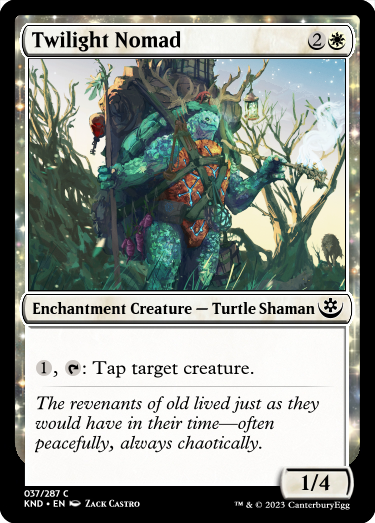 Twilight Nomad 2
Enchantment Creature — Turtle Shaman
1, : Tap target creature.
The revenants of old lived just as they
would have in their time—often
peacefully, always chaotically.
1/4
037/287 C
KND • EN Zack Castro
™ & © 2023 CanterburyEgg